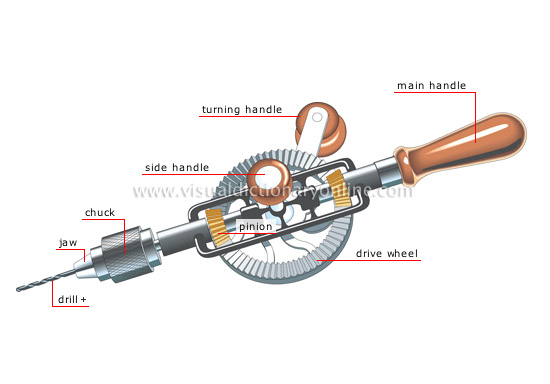 main handle
turning handle
side handle
www.visualdictionaryonline.com
chuck
pinion
jaw
drive wheel
drill +